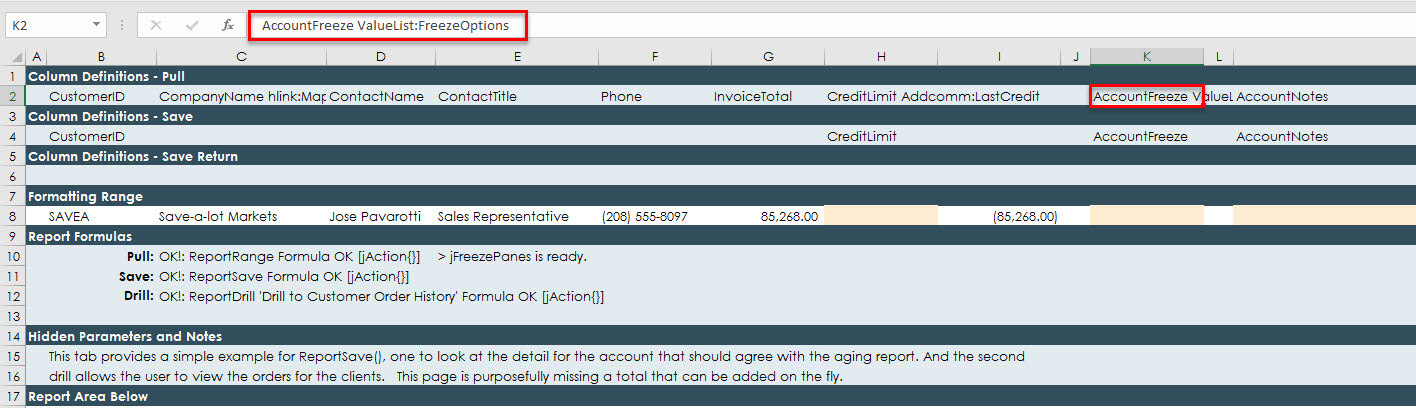 K2 fx AccountFreeze ValueList:FreezeOptions
A B C D E F G H I J K L
1 Column Definitions - Pull
2 CustomerID CompanyName hlink:Map ContactName ContactTitle Phone InvoiceTotal CreditLimit Addcomm:LastCredit AccountFreeze ValueL AccountNotes
3 Column Definitions - Save
4 CustomerID CreditLimit AccountFreeze AccountNotes
5 Column Definitions - Save Return
6
7 Formatting Range
8 SAVEA Save-a-lot Markets Jose Pavarotti Sales Representative (208) 555-8097 85,268.00 (85,268.00)
9 Report Formulas
10 Pull: OK!: ReportRange Formula OK [jAction{}] > jFreezePanes is ready.
11 Save: OK!: ReportSave Formula OK [jAction{}]
12 Drill: OK!: ReportDrill 'Drill to Customer Order History' Formula OK [jAction{}]
13
14 Hidden Parameters and Notes
15 This tab provides a simple example for ReportSave(), one to look at the detail for the account that should agree with the aging report. And the second
16 drill allows the user to view the orders for the clients. This page is purposefully missing a total that can be added on the fly.
17 Report Area Below